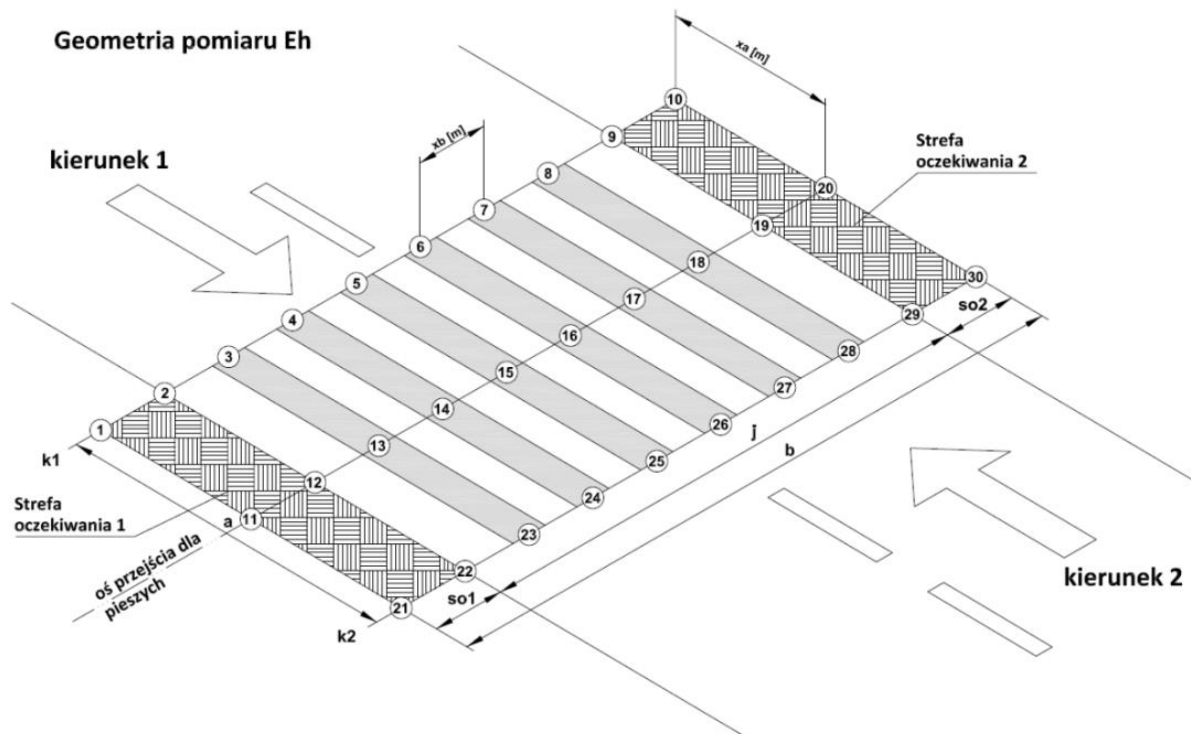 Geometria pomiaru Eh
xa [m]
10
9
xb [m]
kierunek 1
Strefa
oczekiwania 2
8
7
20
6
19
18
30
5
17
29
so2
4
16
28
3
15
27
2
14
26
j
1
13
25
b
k1
12
24
Strefa
oczekiwania 1
11
a
23
oś przejścia dla
pieszych
22
so1
21
k2
kierunek 2